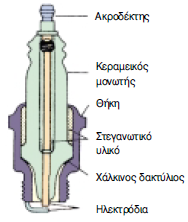 Ακροδέκτης
Κεραμεικός
μονωτής
Θήκη
Στεγανωτικό
υλικό
Χάλκινος δακτύλιος
Ηλεκτρόδια